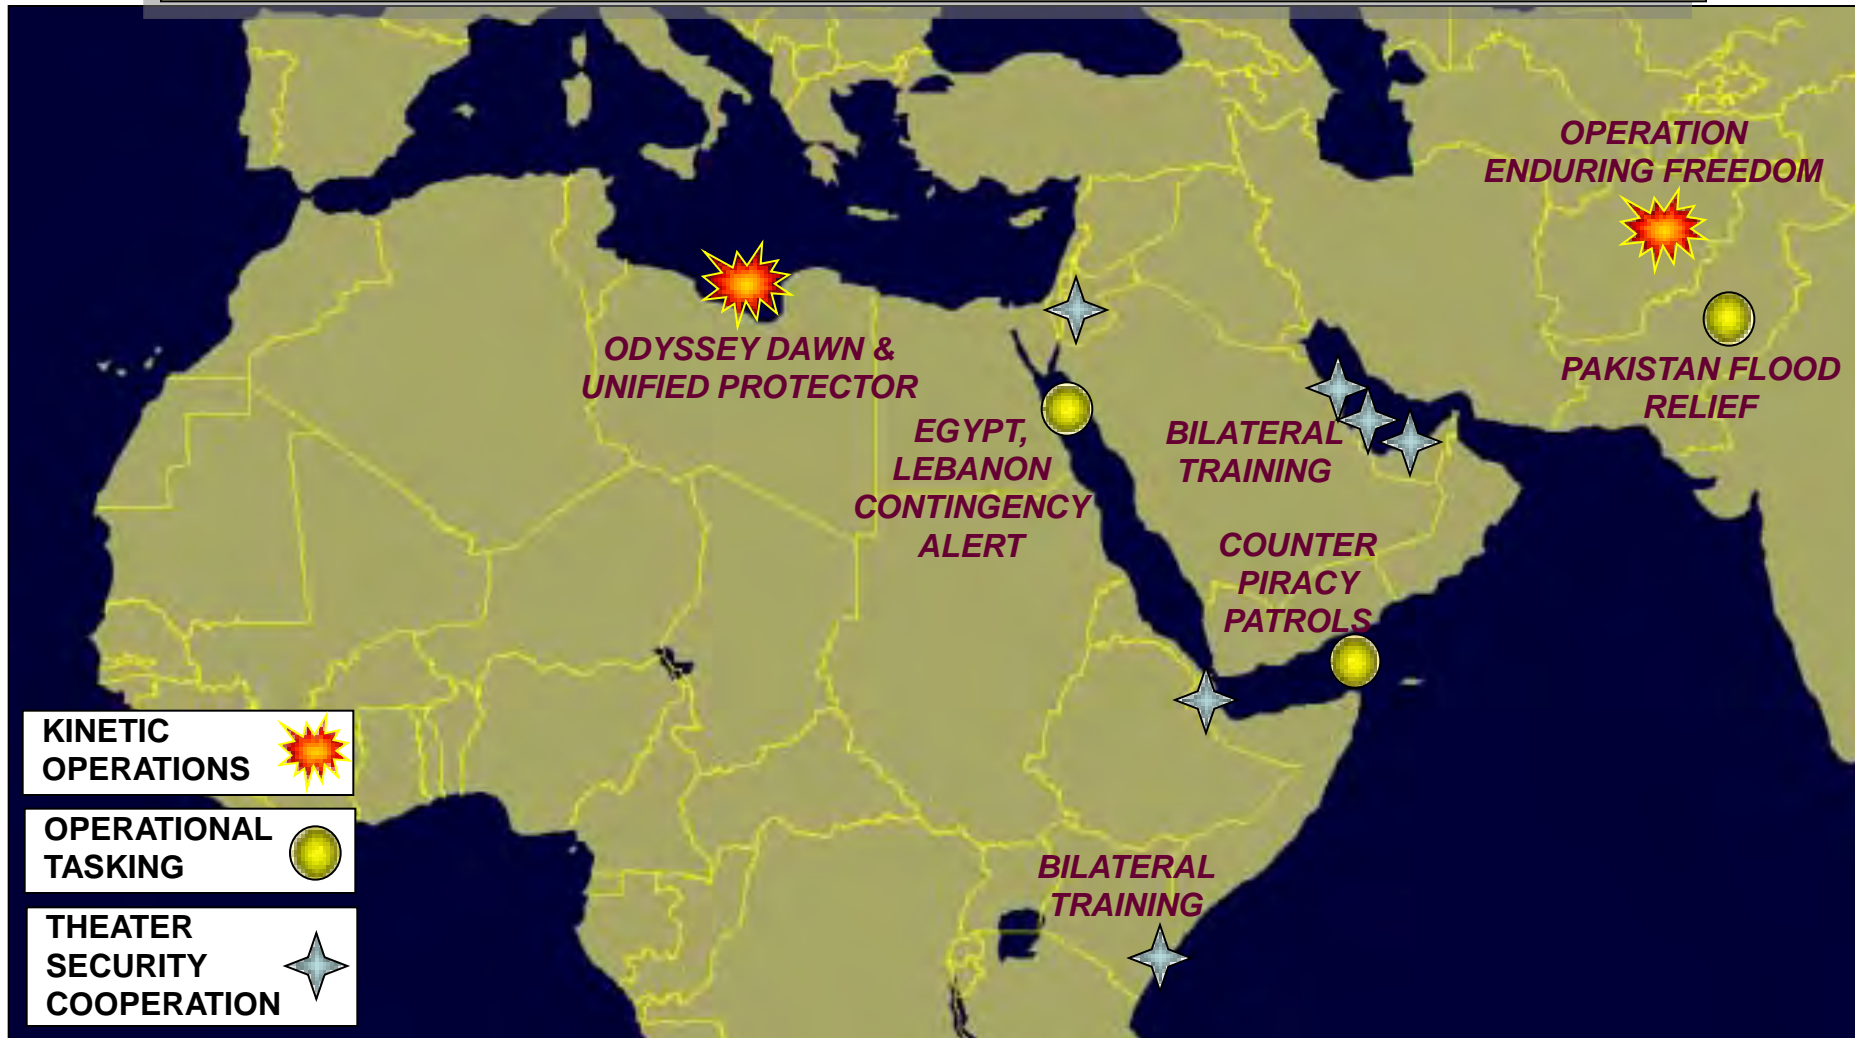 OPERATION
ENDURING FREEDOM
ODYSSEY DAWN &
UNIFIED PROTECTOR
PAKISTAN FLOOD
RELIEF
EGYPT,
LEBANON
CONTINGENCY
ALERT
BILATERAL
TRAINING
COUNTER
PIRACY
PATROLS
KINETIC
OPERATIONS
OPERATIONAL
TASKING
THEATER
SECURITY
COOPERATION
BILATERAL
TRAINING